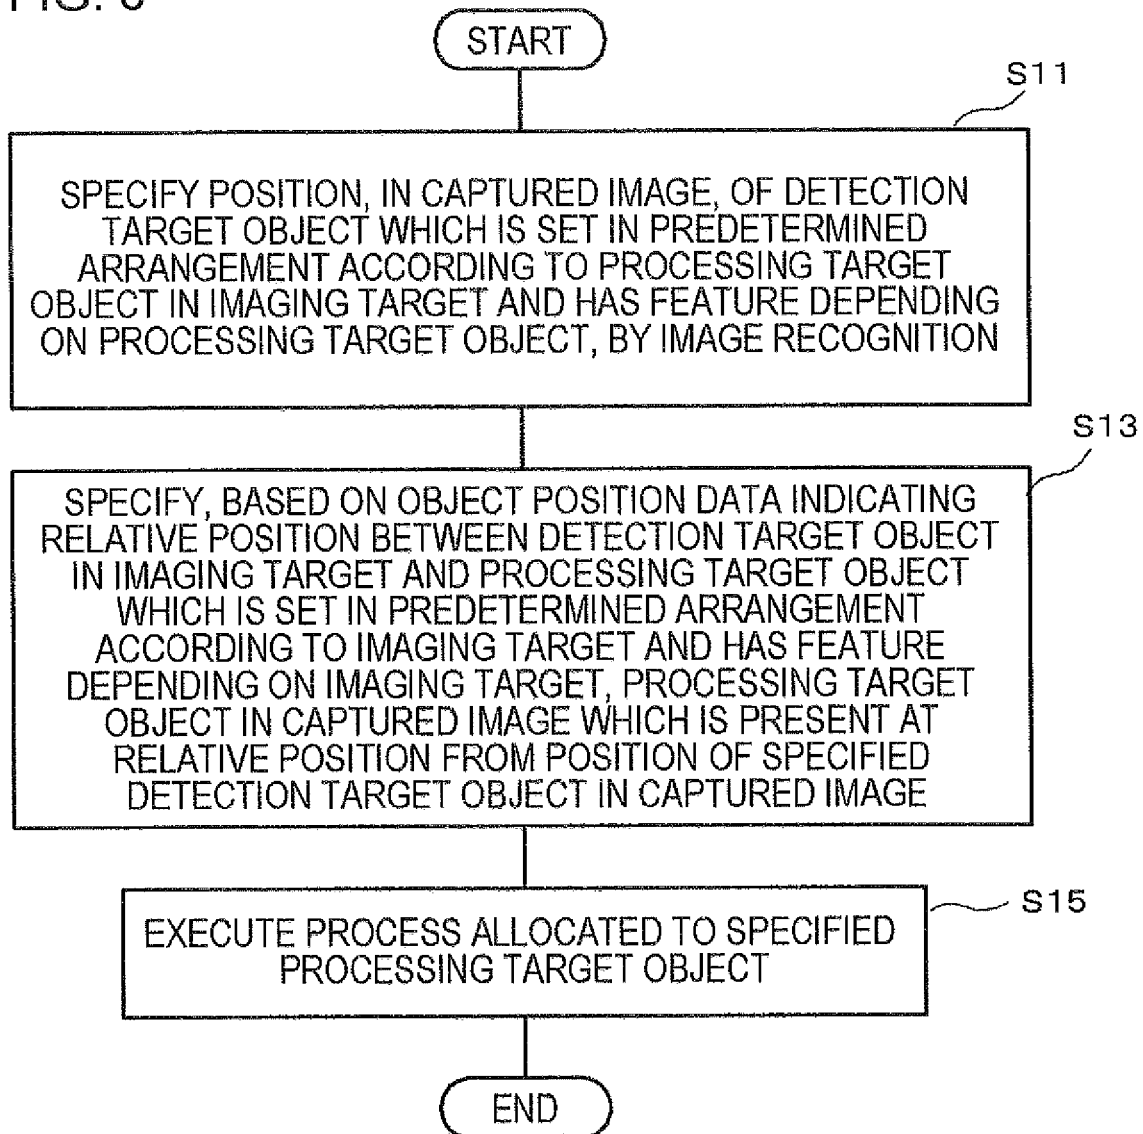 START
S11
SPECIFY POSITION, IN CAPTURED IMAGE, OF DETECTION
TARGET OBJECT WHICH IS SET IN PREDETERMINED
ARRANGEMENT ACCORDING TO PROCESSING TARGET
OBJECT IN IMAGING TARGET AND HAS FEATURE DEPENDING
ON PROCESSING TARGET OBJECT, BY IMAGE RECOGNITION
S13
SPECIFY, BASED ON OBJECT POSITION DATA INDICATING
RELATIVE POSITION BETWEEN DETECTION TARGET OBJECT
IN IMAGING TARGET AND PROCESSING TARGET OBJECT
WHICH IS SET IN PREDETERMINED ARRANGEMENT
ACCORDING TO IMAGING TARGET AND HAS FEATURE
DEPENDING ON IMAGING TARGET, PROCESSING TARGET
OBJECT IN CAPTURED IMAGE WHICH IS PRESENT AT
RELATIVE POSITION FROM POSITION OF SPECIFIED
DETECTION TARGET OBJECT IN CAPTURED IMAGE
S15
EXECUTE PROCESS ALLOCATED TO SPECIFIED
PROCESSING TARGET OBJECT
END